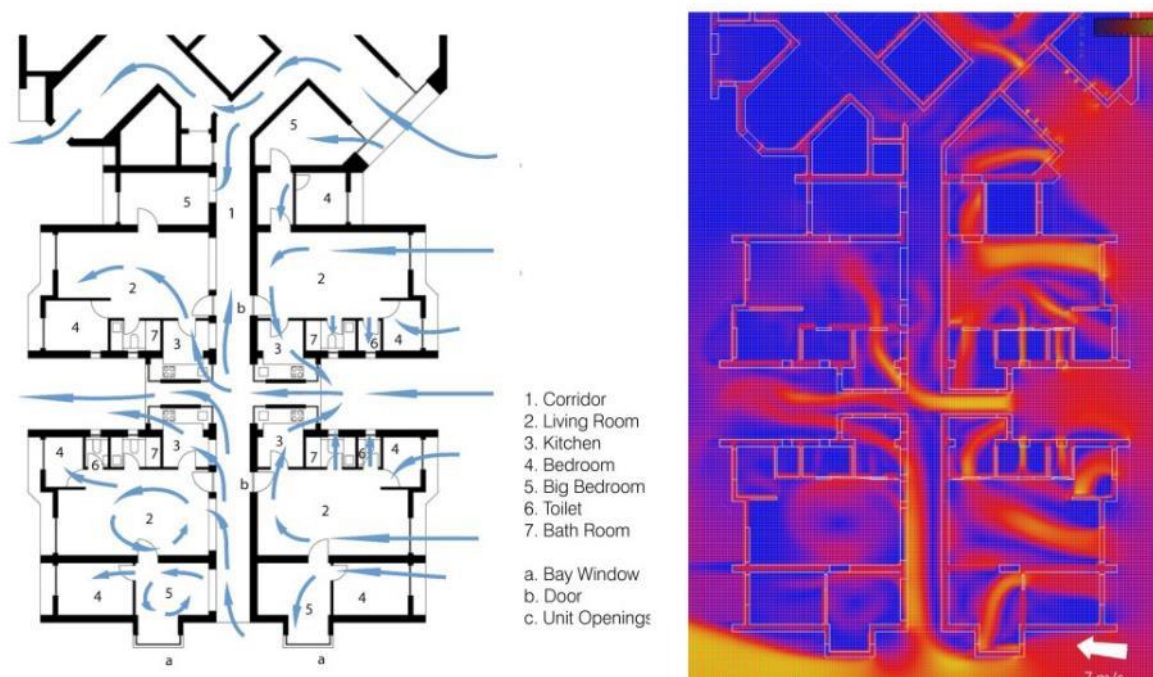 5
5
4
1
2
2
b
4
7
3
3
7
6
4
4
6
7
3
3
7
6
4
b
2
2
4
5
5
4
a
a
1. Corridor
2. Living Room
3. Kitchen
4. Bedroom
5. Big Bedroom
6. Toilet
7. Bath Room
a. Bay Window
b. Door
c. Unit Openings
7 m/s